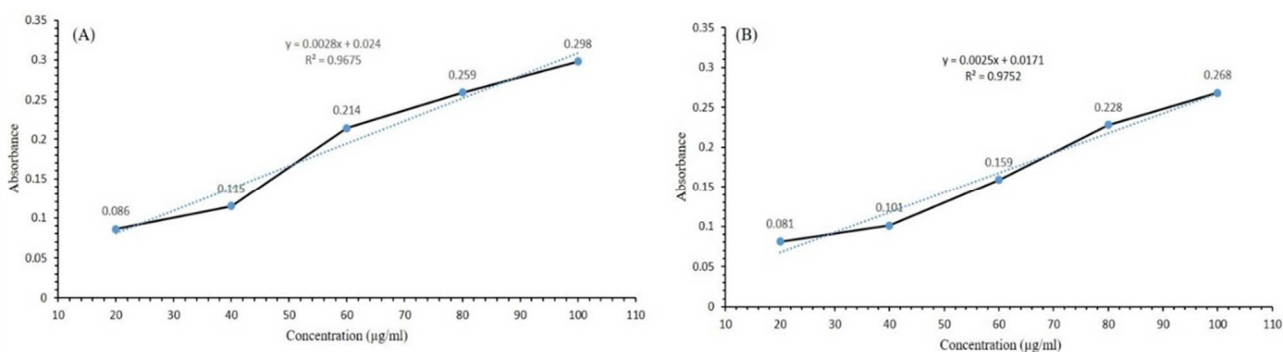 (A)
y = 0.0028x + 0.024
R² = 0.9675
0.35
0.3
0.25
0.2
0.15
0.1
0.05
0
Absorbance
0.086
0.115
0.214
0.259
0.298
10 20 30 40 50 60 70 80 90 100 110
Concentration (µg/ml)
(B)
y = 0.0025x + 0.0171
R² = 0.9752
0.35
0.3
0.25
0.2
0.15
0.1
0.05
0
Absorbance
0.081
0.101
0.159
0.228
0.268
10 20 30 40 50 60 70 80 90 100 110
Concentration (µg/ml)